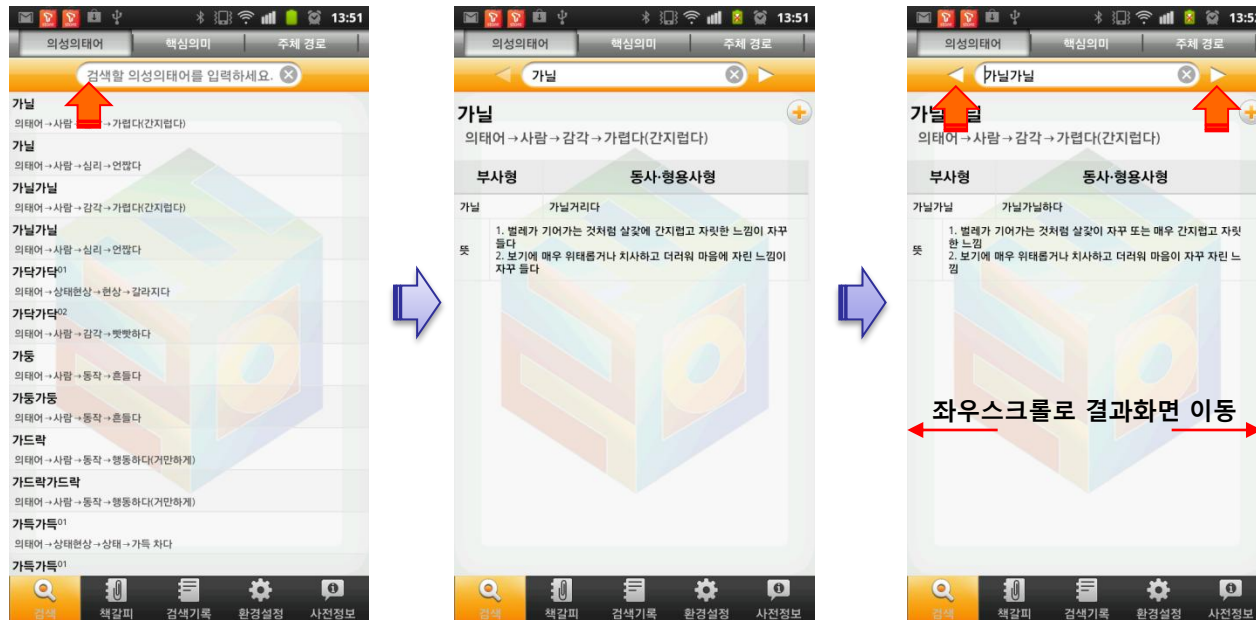 13:51
의성의태어 핵심의미 주체 경로
검색할 의성의태어를 입력하세요.
가닐
의태어→사람→ →가렵다(간지럽다)
가닐
의태어→사람→심리→언짢다
가닐가닐
의태어→사람→감각→가렵다(간지럽다)
가닐가닐
의태어→사람→심리→언짢다
가닥가닥01
의태어→상태현상→현상→갈라지다
가닥가닥02
의태어→사람→감각→빳빳하다
가둥
의태어→사람→동작→흔들다
가둥가둥
의태어→사람→동작→흔들다
가드락
의태어→사람→동작→행동하다(거만하게)
가드락가드락
의태어→사람→동작→행동하다(거만하게)
가득가득01
의태어→상태현상→상태→가득 차다
가득가득01
검색 책갈피 검색기록 환경설정 사전정보
13:51
의성의태어 핵심의미 주체 경로
가닐
가닐
의태어→사람→감각→가렵다(간지럽다)
부사형 동사·형용사형
가닐 가닐거리다
뜻
1. 벌레가 기어가는 것처럼 살갗에 간지럽고 자릿한 느낌이 자꾸
들다
2. 보기에 매우 위태롭거나 치사하고 더러워 마음에 자린 느낌이
자꾸 들다
검색 책갈피 검색기록 환경설정 사전정보
의성의태어 핵심의미 주체 경로
가닐가닐
의태어→사람→감각→가렵다(간지럽다)
부사형 동사·형용사형
가닐가닐 가닐가닐하다
뜻
1. 벌레가 기어가는 것처럼 살갗이 자꾸 또는 매우 간지럽고 자릿
한 느낌
2. 보기에 매우 위태롭거나 치사하고 더러워 마음이 자꾸 자린 느
낌
좌우스크롤로 결과화면 이동
검색 책갈피 검색기록 환경설정 사전정보